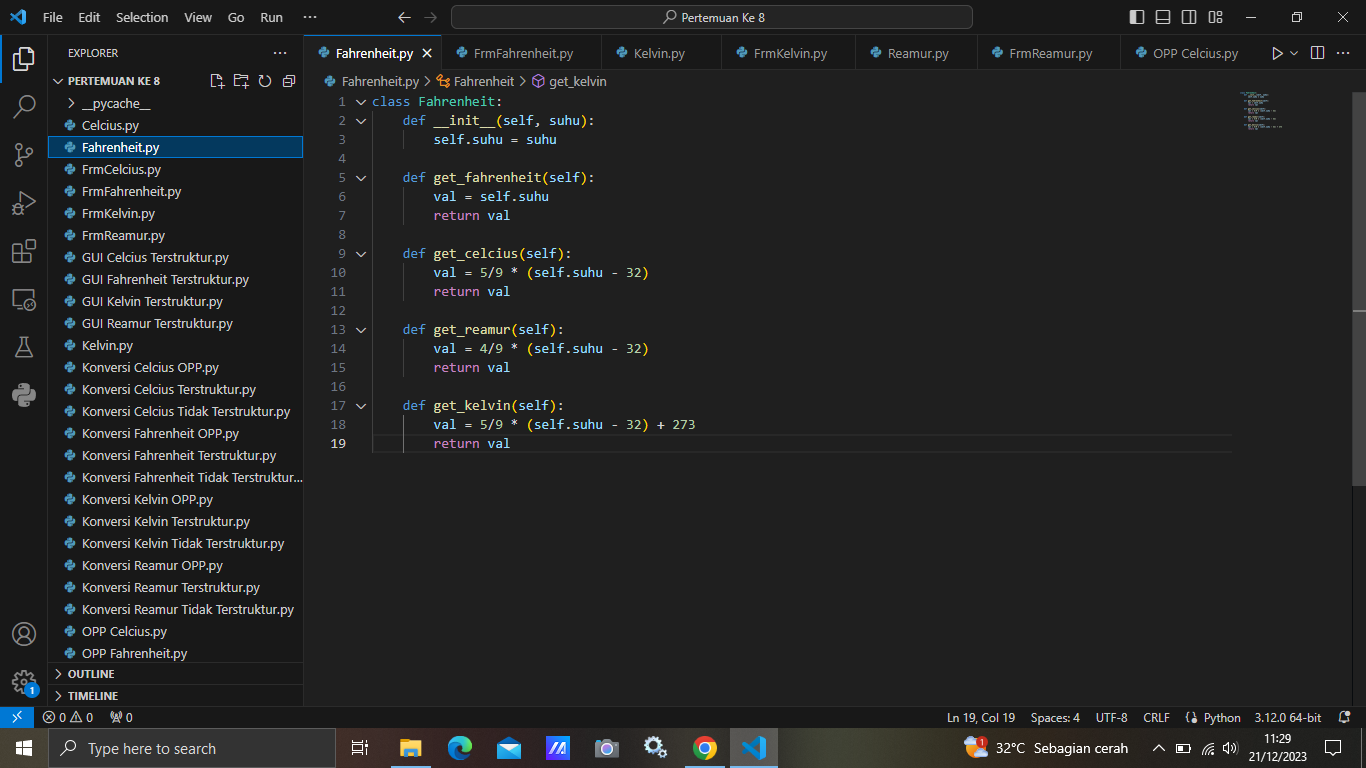 File Edit Selection View Go Run ··· Pertemuan Ke 8
EXPLORER ···
PERTEMUAN KE 8
__pycache__
Celcius.py
Fahrenheit.py
FrmCelcius.py
FrmFahrenheit.py
FrmKelvin.py
FrmReamur.py
GUI Celcius Terstruktur.py
GUI Fahrenheit Terstruktur.py
GUI Kelvin Terstruktur.py
GUI Reamur Terstruktur.py
Kelvin.py
Konversi Celcius OPP.py
Konversi Celcius Terstruktur.py
Konversi Celcius Tidak Terstruktur.py
Konversi Fahrenheit OPP.py
Konversi Fahrenheit Terstruktur.py
Konversi Fahrenheit Tidak Terstruktur...
Konversi Kelvin OPP.py
Konversi Kelvin Terstruktur.py
Konversi Kelvin Tidak Terstruktur.py
Konversi Reamur OPP.py
Konversi Reamur Terstruktur.py
Konversi Reamur Tidak Terstruktur.py
OPP Celcius.py
OPP Fahrenheit.py
OUTLINE
TIMELINE
1
Fahrenheit.py FrmFahrenheit.py Kelvin.py FrmKelvin.py Reamur.py FrmReamur.py OPP Celcius.py ···
Fahrenheit.py > Fahrenheit > get_kelvin
1 class Fahrenheit:
2     def __init__(self, suhu):
3         self.suhu = suhu
4
5     def get_fahrenheit(self):
6         val = self.suhu
7         return val
8
9     def get_celcius(self):
10         val = 5/9 * (self.suhu - 32)
11         return val
12
13     def get_reamur(self):
14         val = 4/9 * (self.suhu - 32)
15         return val
16
17     def get_kelvin(self):
18         val = 5/9 * (self.suhu - 32) + 273
19         return val
0 0 0 Ln 19, Col 19 Spaces: 4 UTF-8 CRLF Python 3.12.0 64-bit
Type here to search 1 32°C Sebagian cerah 11:29
21/12/2023